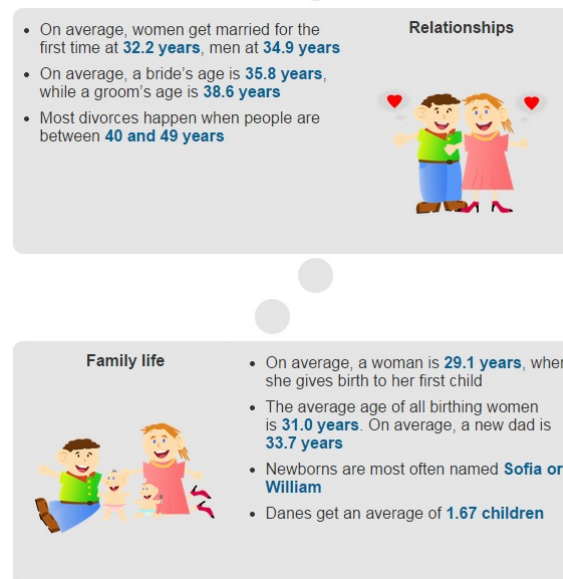 Relationships
• On average, women get married for the
first time at 32.2 years, men at 34.9 years
• On average, a bride's age is 35.8 years,
while a groom's age is 38.6 years
• Most divorces happen when people are
between 40 and 49 years
Family life
• On average, a woman is 29.1 years, when
she gives birth to her first child
• The average age of all birthing women
is 31.0 years. On average, a new dad is
33.7 years
• Newborns are most often named Sofia or
William
• Danes get an average of 1.67 children